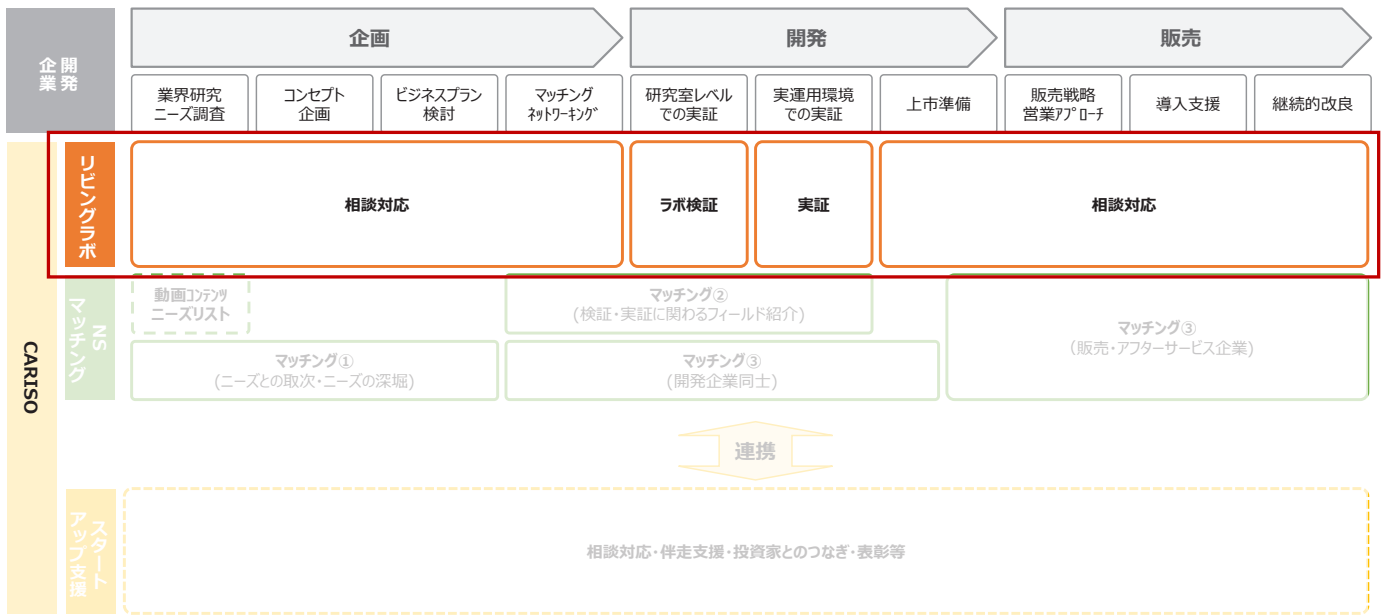 開発
企業
企画
開発
販売
業界研究
ニーズ調査
コンセプト
企画
ビジネスプラン
検討
マッチング
ネットワーキング
研究室レベル
での実証
実運用環境
での実証
上市準備
販売戦略
営業アプローチ
導入支援
継続的改良
CARISO
リビングラボ
相談対応
ラボ検証
実証
相談対応
NS
マッチング
動画コンテンツ
ニーズリスト
マッチング②
(検証・実証に関わるフィールド紹介)
マッチング③
(販売・アフターサービス企業)
マッチング①
(ニーズとの取次・ニーズの深堀)
マッチング③
(開発企業同士)
連携
スタート
アップ支援
相談対応・伴走支援・投資家とのつなぎ・表彰等